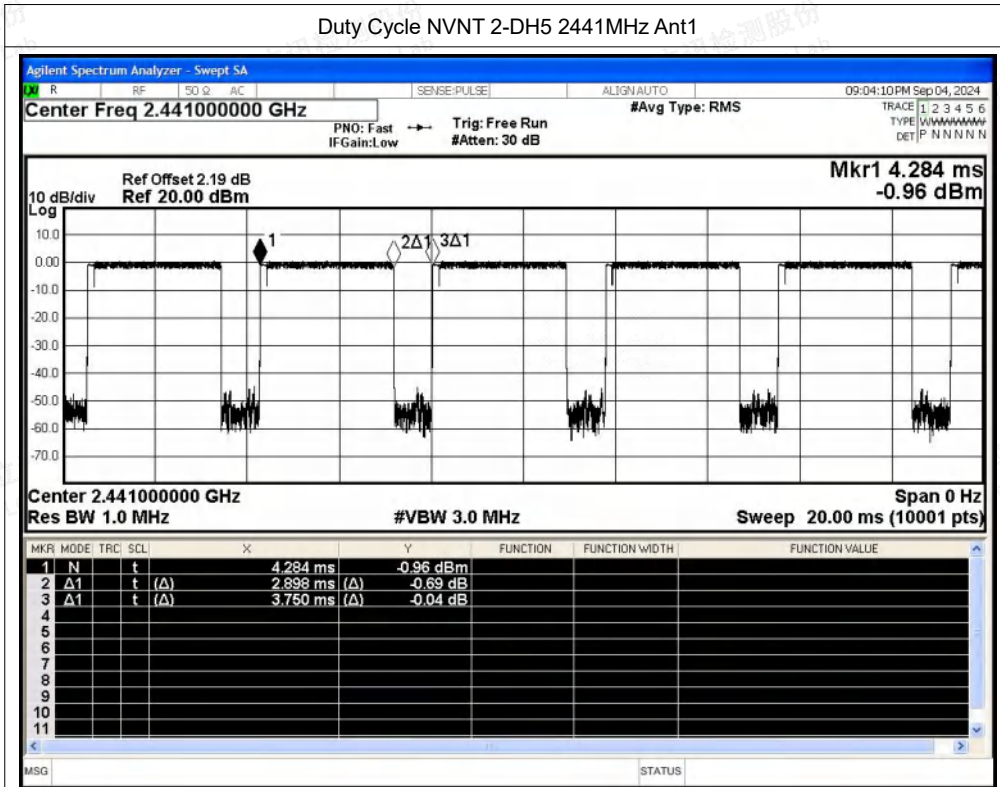 Duty Cycle NVNT 2-DH5 2441MHz Ant1
Agilent Spectrum Analyzer - Swept SA
LXI R RF 50 Ω AC SENSE:PULSE ALIGN AUTO 09:04:10 PM Sep 04, 2024
Center Freq 2.441000000 GHz #Avg Type: RMS TRACE 1 2 3 4 5 6
PNO: Fast Trig: Free Run TYPE WWWWWW
IFGain:Low #Atten: 30 dB DET P N N N N N
Mkr1 4.284 ms
Ref Offset 2.19 dB
10 dB/div Ref 20.00 dBm -0.96 dBm
Log
10.0
1 2Δ1 3Δ1
0.00
-10.0
-20.0
-30.0
-40.0
-50.0
-60.0
-70.0
Center 2.441000000 GHz Span 0 Hz
Res BW 1.0 MHz #VBW 3.0 MHz Sweep 20.00 ms (10001 pts)
MKR MODE TRC SCL X Y FUNCTION FUNCTION WIDTH FUNCTION VALUE
1 N t 4.284 ms -0.96 dBm
2 Δ1 t (Δ) 2.898 ms (Δ) -0.69 dB
3 Δ1 t (Δ) 3.750 ms (Δ) -0.04 dB
4
5
6
7
8
9
10
11
MSG STATUS